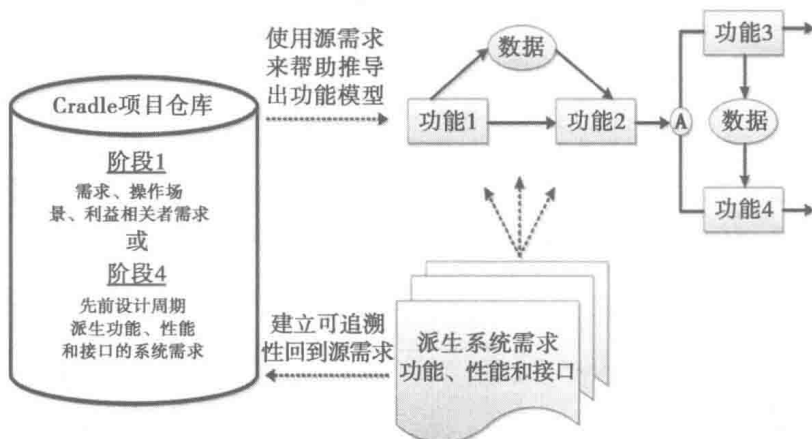 Cradle项目仓库
阶段1
需求、操作场
景、利益相关者需求
或
阶段4
先前设计周期
派生功能、性能
和接口的系统需求
使用源需求
来帮助推导
出功能模型
建立可追溯
性回到源需求
数据
功能1
功能2
A
功能3
数据
功能4
派生系统需求
功能、性能和接口